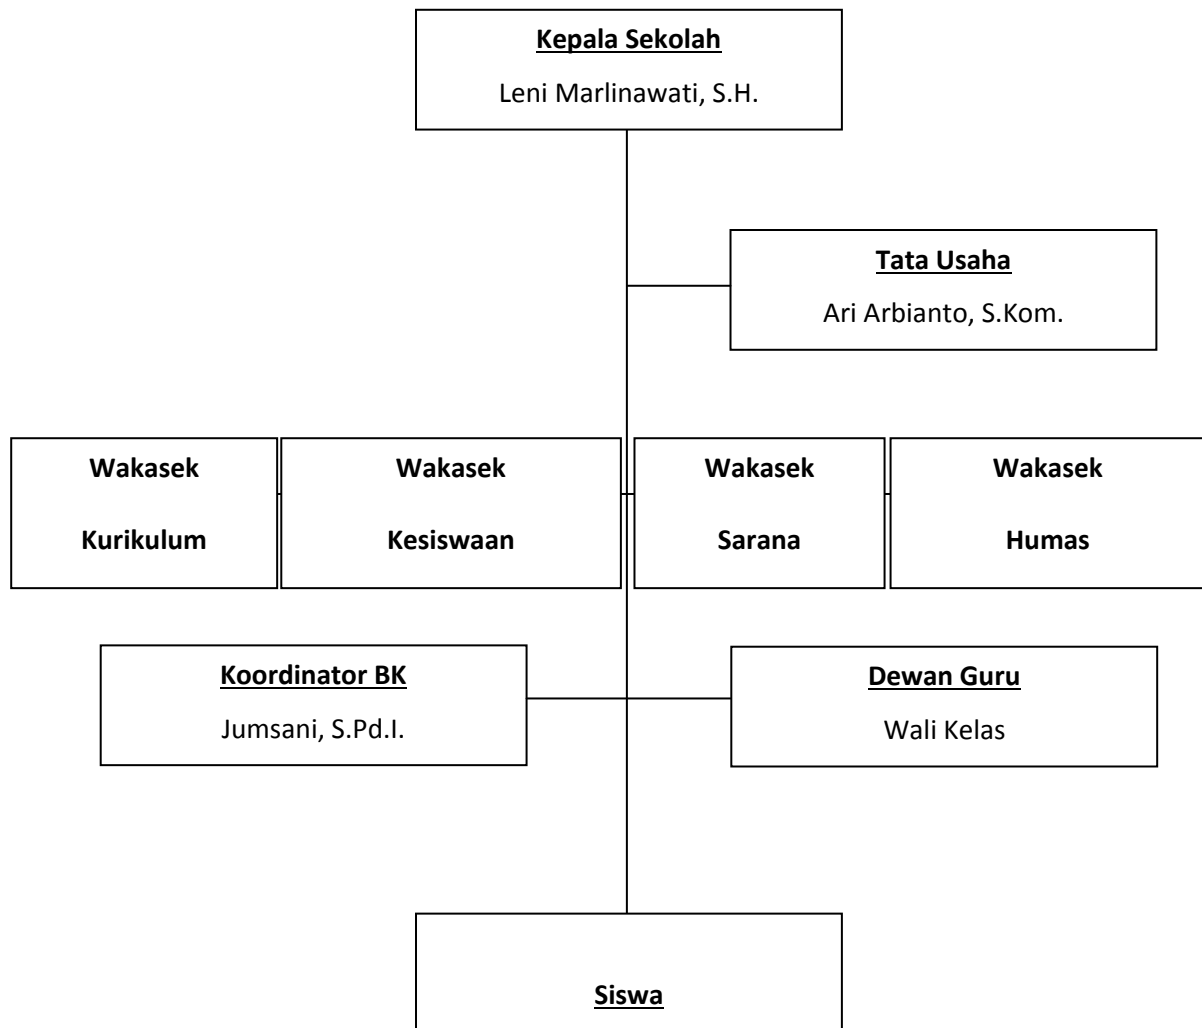 Kepala Sekolah
Leni Marlinawati, S.H.
Tata Usaha
Ari Arbianto, S.Kom.
Wakasek
Kurikulum
Wakasek
Kesiswaan
Wakasek
Sarana
Wakasek
Humas
Koordinator BK
Jumsani, S.Pd.I.
Dewan Guru
Wali Kelas
Siswa